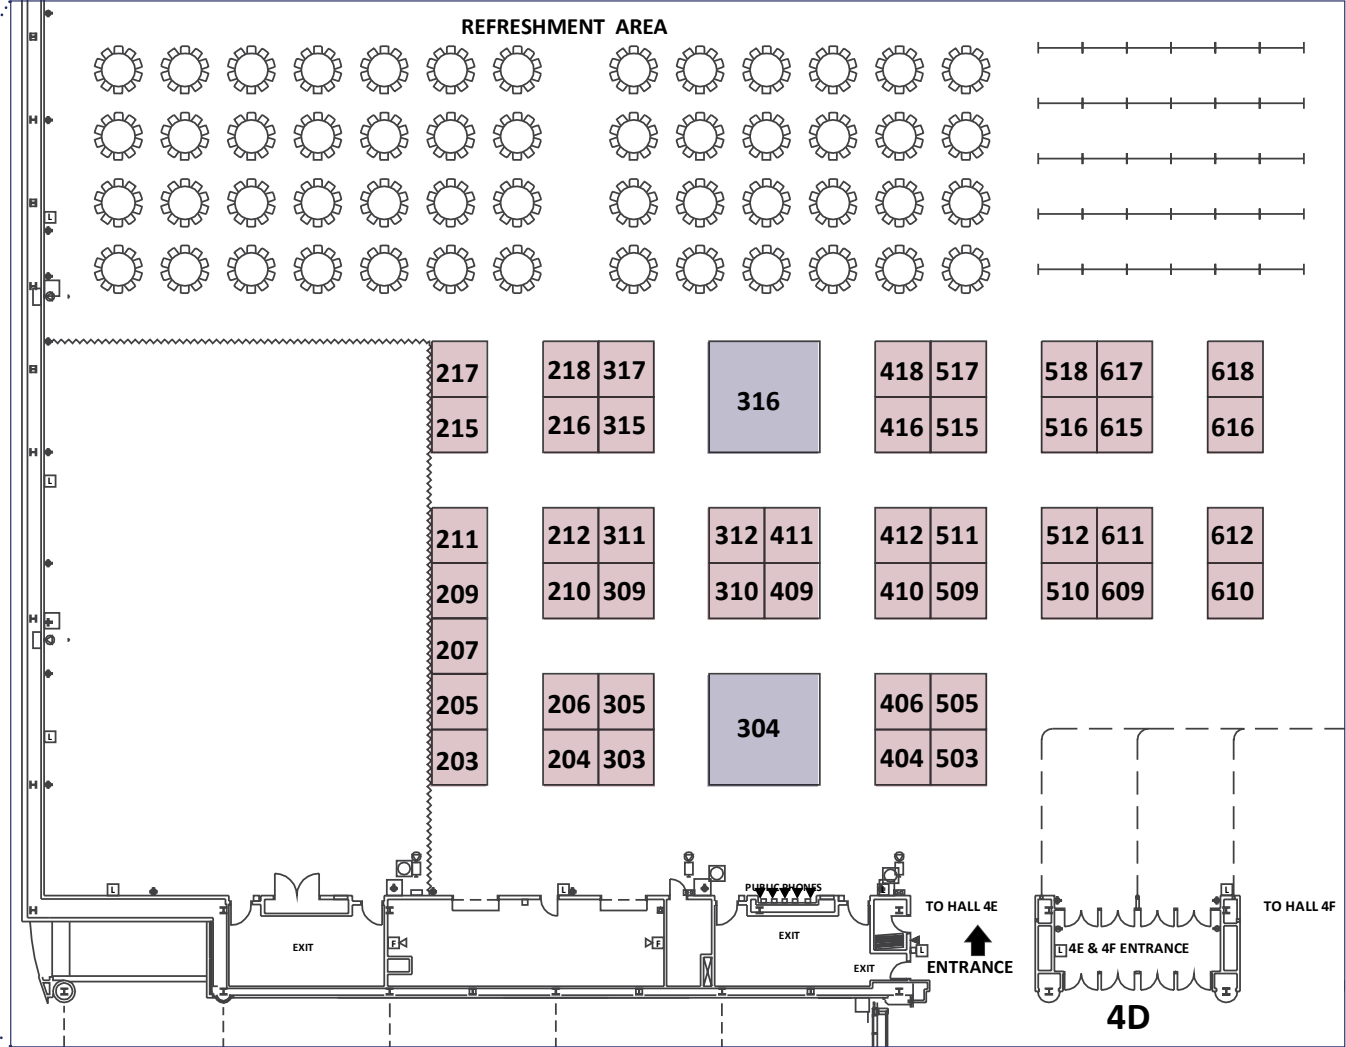 REFRESHMENT AREA
217 218 317 316 418 517 518 617 618
215 216 315 416 515 516 615 616
211 212 311 312 411 412 511 512 611 612
209 210 309 310 409 410 509 510 609 610
207
205 206 305 304 406 505
203 204 303 404 503
PUBLIC PHONES
TO HALL 4E
TO HALL 4F
EXIT
EXIT
4E & 4F ENTRANCE
EXIT
ENTRANCE
4D
L
L
L
L
L
L
L
L
F
F
L